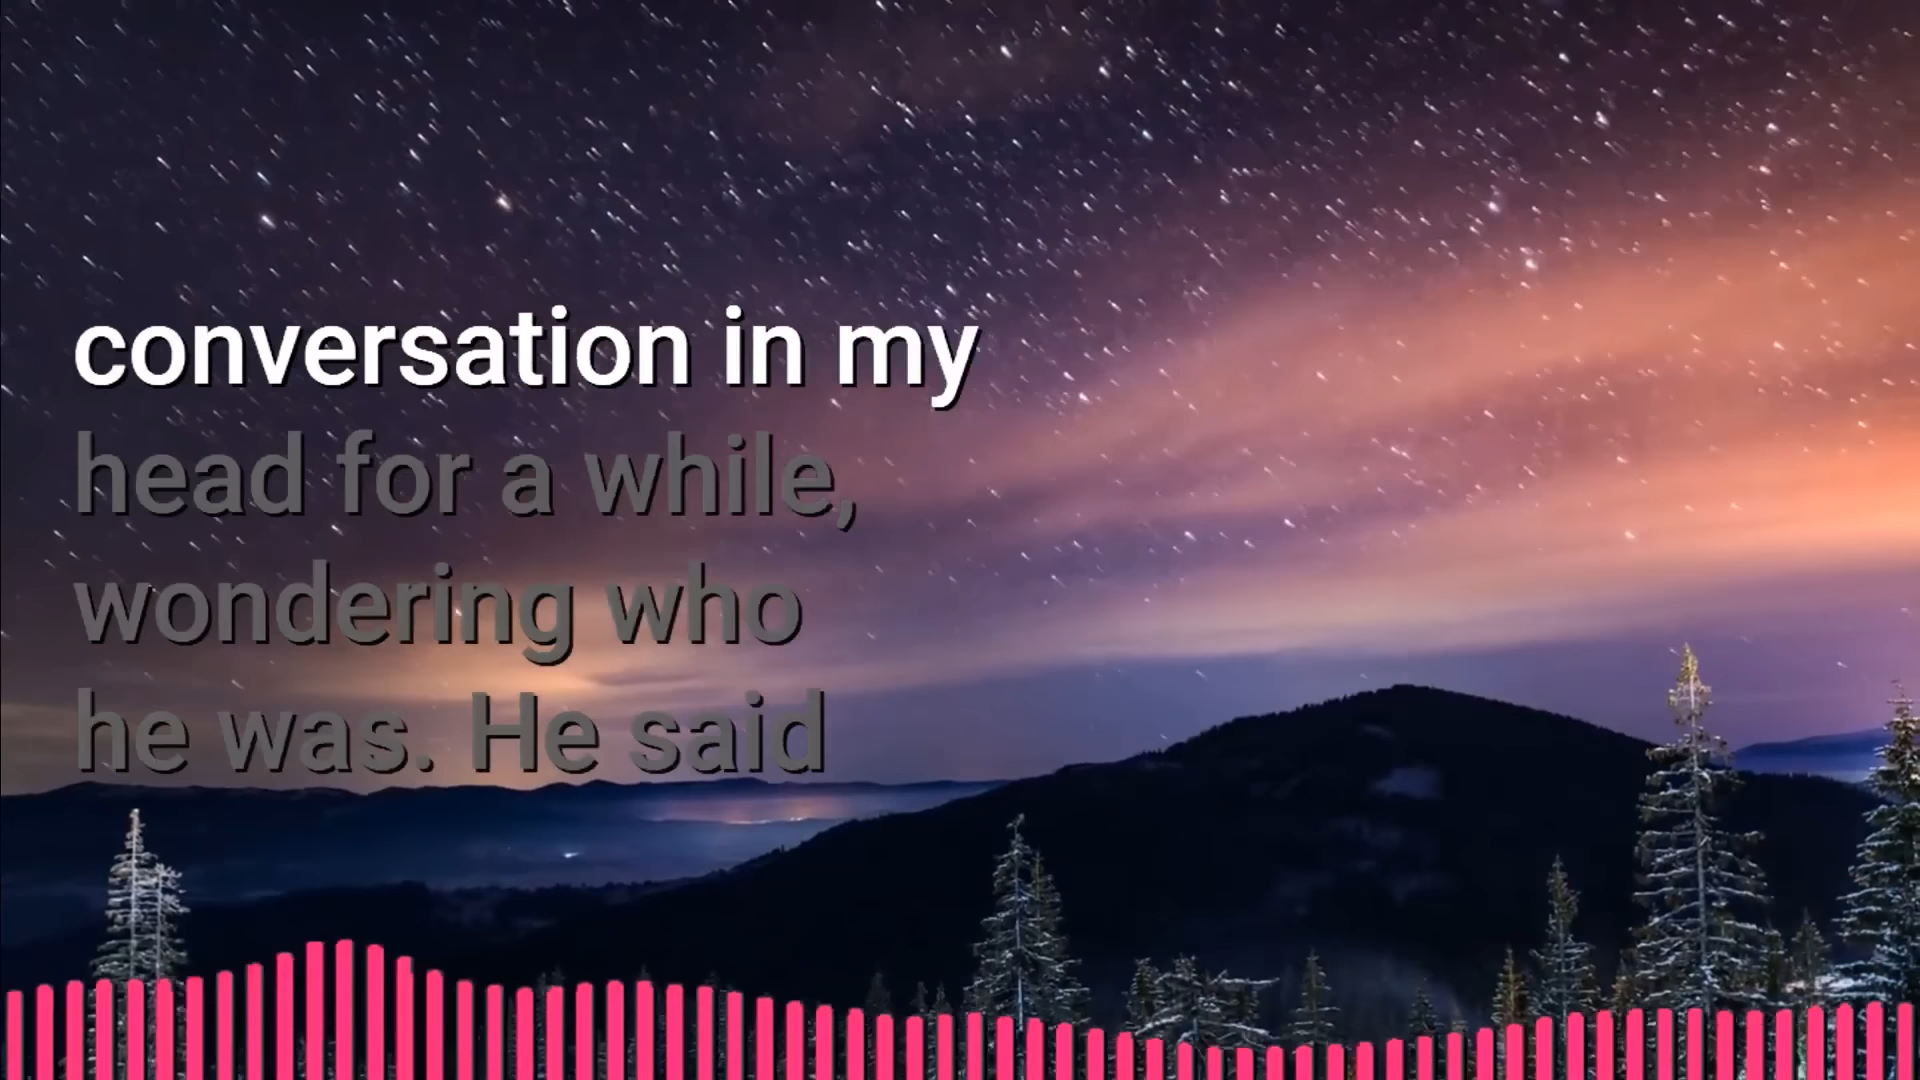 conversation in my
head for a while,
wondering who
he was. He said